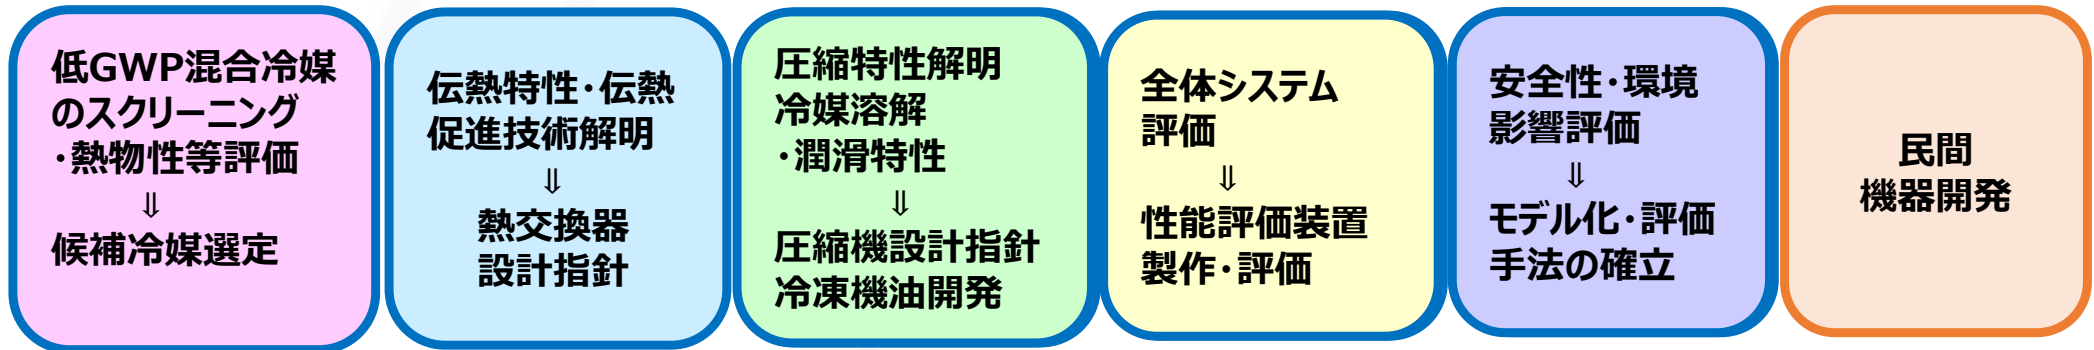 低GWP混合冷媒
のスクリーニング
・熱物性等評価
⇓
候補冷媒選定
伝熱特性・伝熱
促進技術解明
⇓
熱交換器
設計指針
圧縮特性解明
冷媒溶解
・潤滑特性
⇓
圧縮機設計指針
冷凍機油開発
全体システム
評価
⇓
性能評価装置
製作・評価
安全性・環境
影響評価
⇓
モデル化・評価
手法の確立
民間
機器開発